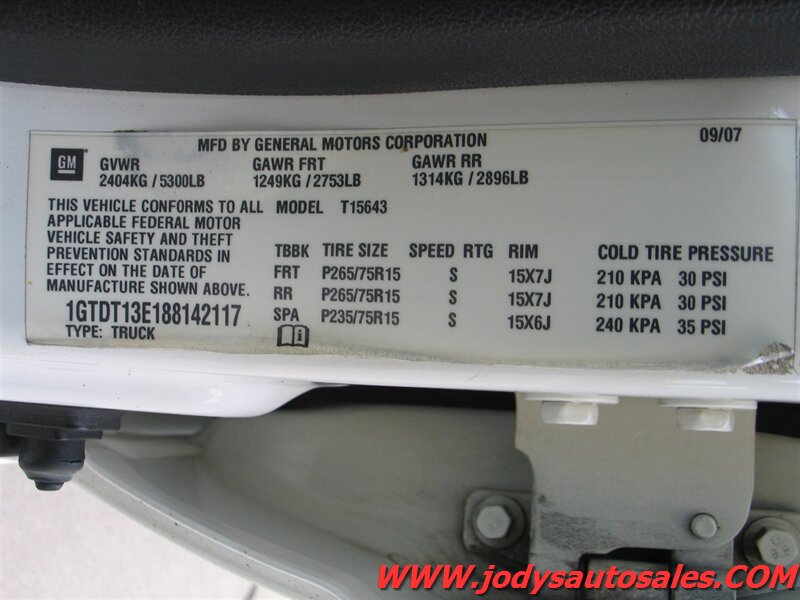 MFD BY GENERAL MOTORS CORPORATION 09/07
GM GVWR GAWR FRT GAWR RR
2404KG / 5300LB 1249KG / 2753LB 1314KG / 2896LB
THIS VEHICLE CONFORMS TO ALL MODEL T15643
APPLICABLE FEDERAL MOTOR
VEHICLE SAFETY AND THEFT
PREVENTION STANDARDS IN
EFFECT ON THE DATE OF
MANUFACTURE SHOWN ABOVE.
1GTDT13E188142117
TYPE: TRUCK
TBBK TIRE SIZE SPEED RTG RIM COLD TIRE PRESSURE
FRT P265/75R15 S 15X7J 210 KPA 30 PSI
RR P265/75R15 S 15X7J 210 KPA 30 PSI
SPA P235/75R15 S 15X6J 240 KPA 35 PSI
WWW.jodysautosales.COM